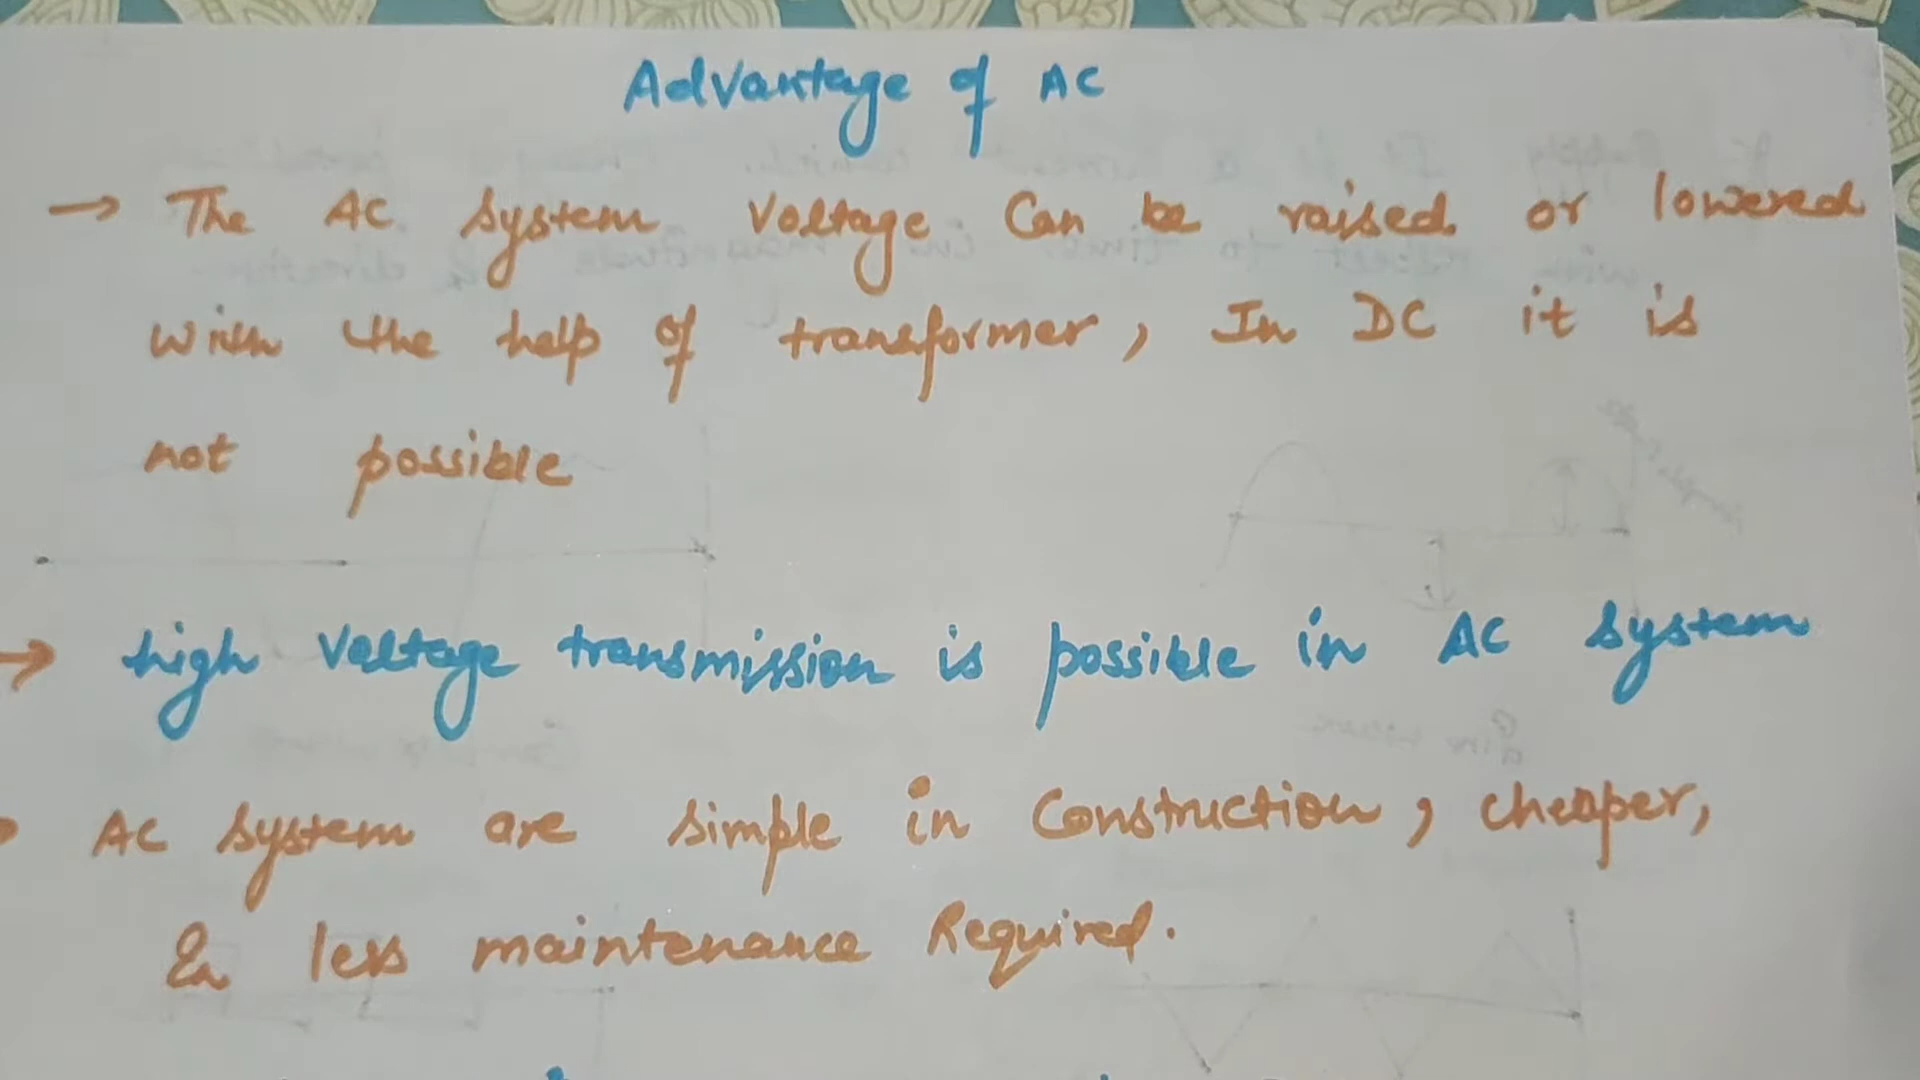 Advantage of AC
→ The AC system voltage can be raised or lowered
with the help of transformer, In DC it is
not possible
→ high voltage transmission is possible in AC system
AC system are simple in construction, cheaper,
& less maintenance Required.